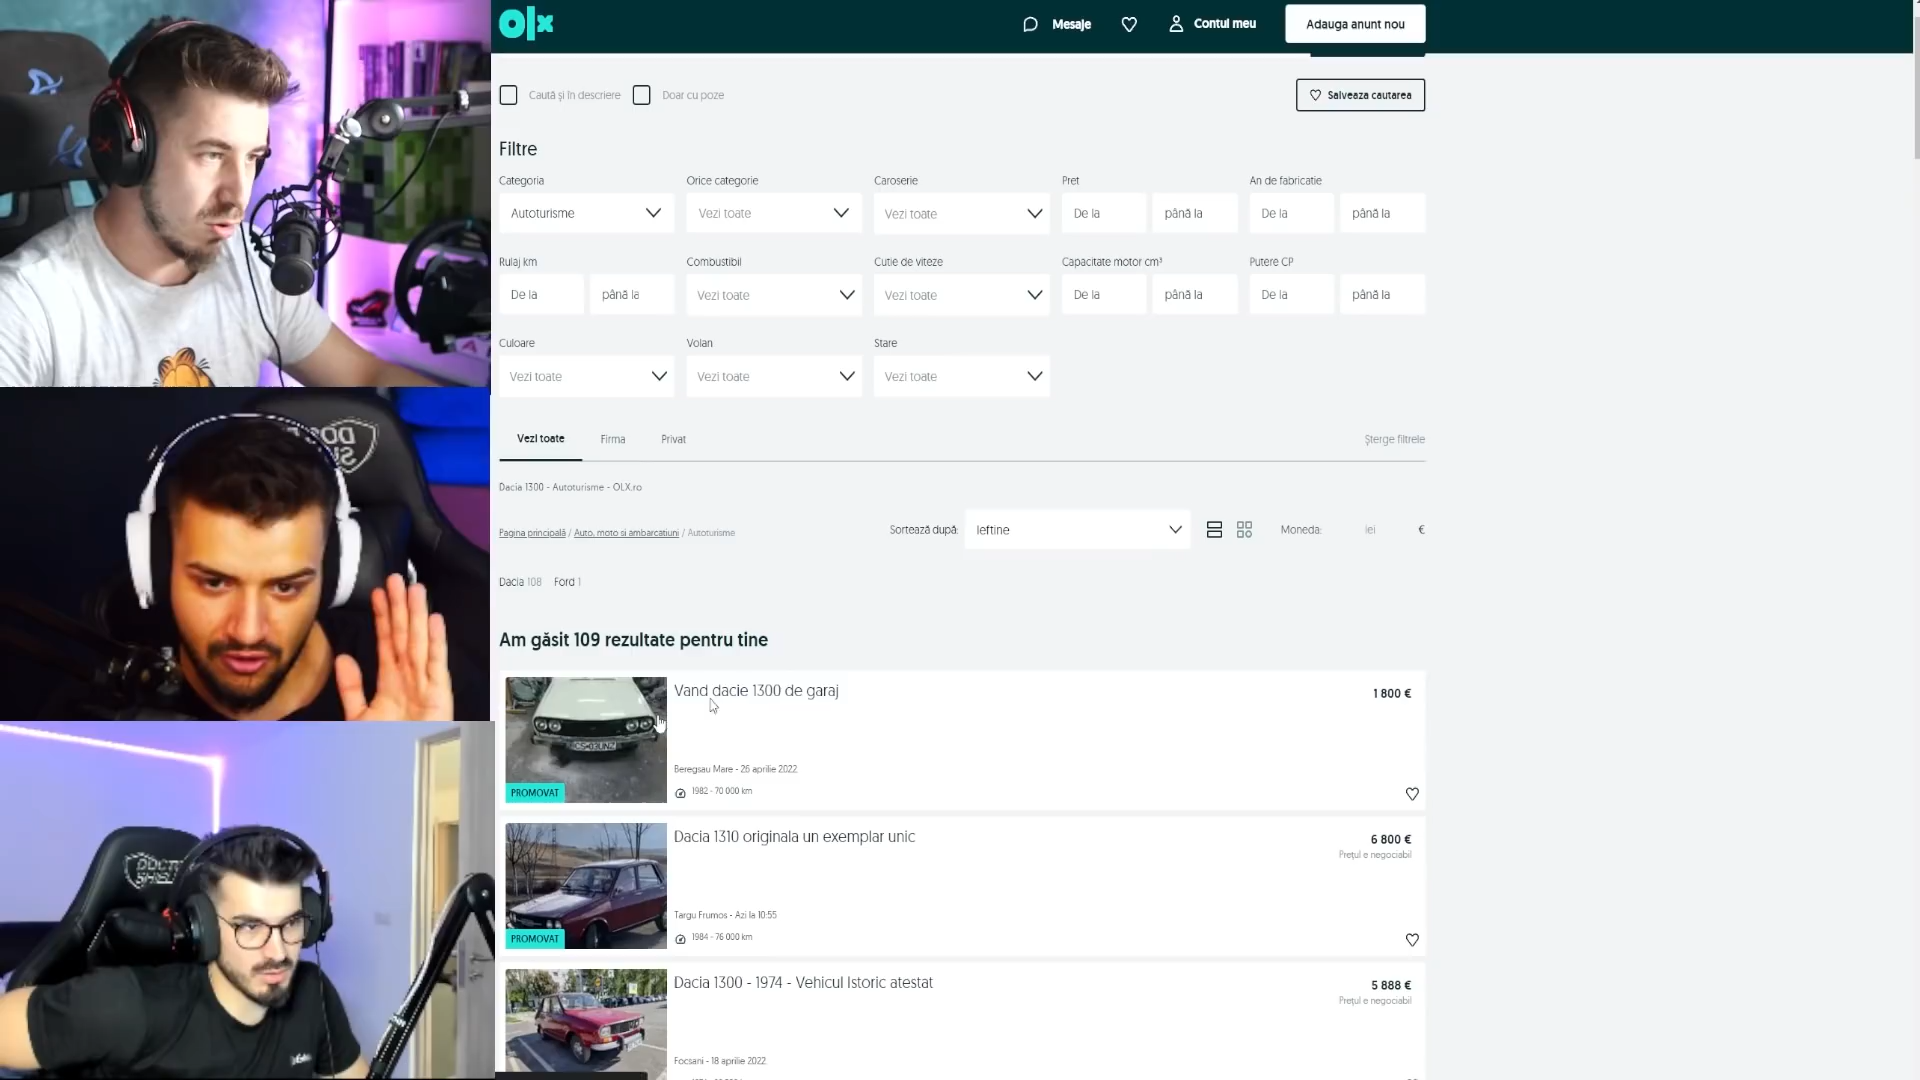 olx
Mesaje
Contul meu
Adauga anunt nou
Caută și în descriere
Doar cu poze
Salveaza cautarea
Filtre
Categoria
Orice categorie
Caroserie
Pret
An de fabricatie
Autoturisme
Vezi toate
Vezi toate
De la
până la
De la
până la
Rulaj km
Combustibil
Cutie de viteze
Capacitate motor cm³
Putere CP
De la
până la
Vezi toate
Vezi toate
De la
până la
De la
până la
Culoare
Volan
Stare
Vezi toate
Vezi toate
Vezi toate
Vezi toate
Firma
Privat
Șterge filtrele
Dacia 1300 - Autoturisme - OLX.ro
Pagina principală / Auto, moto si ambarcatiuni / Autoturisme
Sortează după:
Ieftine
Moneda:
lei
€
Dacia 108
Ford 1
Am găsit 109 rezultate pentru tine
Vand dacie 1300 de garaj
1 800 €
Beregsau Mare - 26 aprilie 2022
1982 - 70 000 km
PROMOVAT
Dacia 1310 originala un exemplar unic
6 800 €
Prețul e negociabil
Targu Frumos - Azi la 10:55
1984 - 76 000 km
PROMOVAT
Dacia 1300 - 1974 - Vehicul Istoric atestat
5 888 €
Prețul e negociabil
Focsani - 18 aprilie 2022